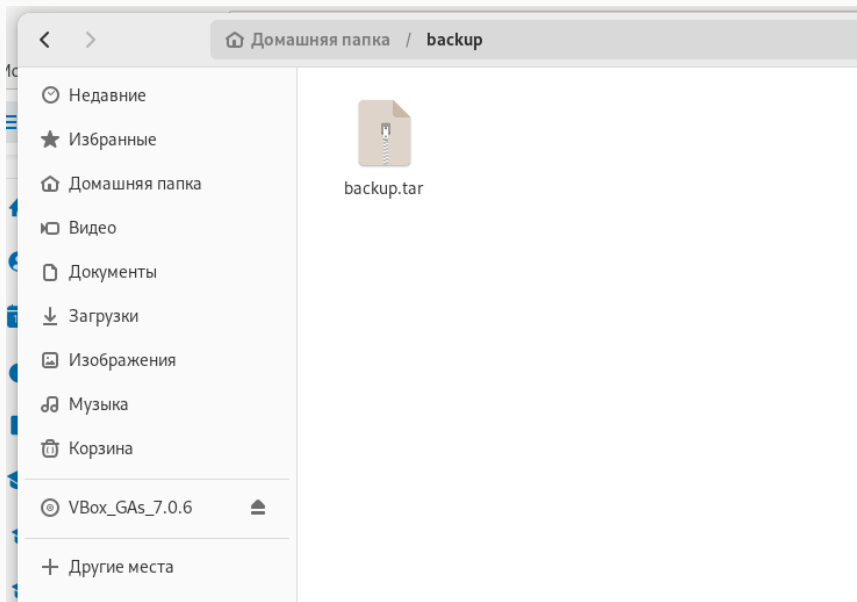 Домашняя папка / backup
Недавние
Избранные
Домашняя папка
Видео
Документы
Загрузки
Изображения
Музыка
Корзина
VBox_GAs_7.0.6
Другие места
backup.tar